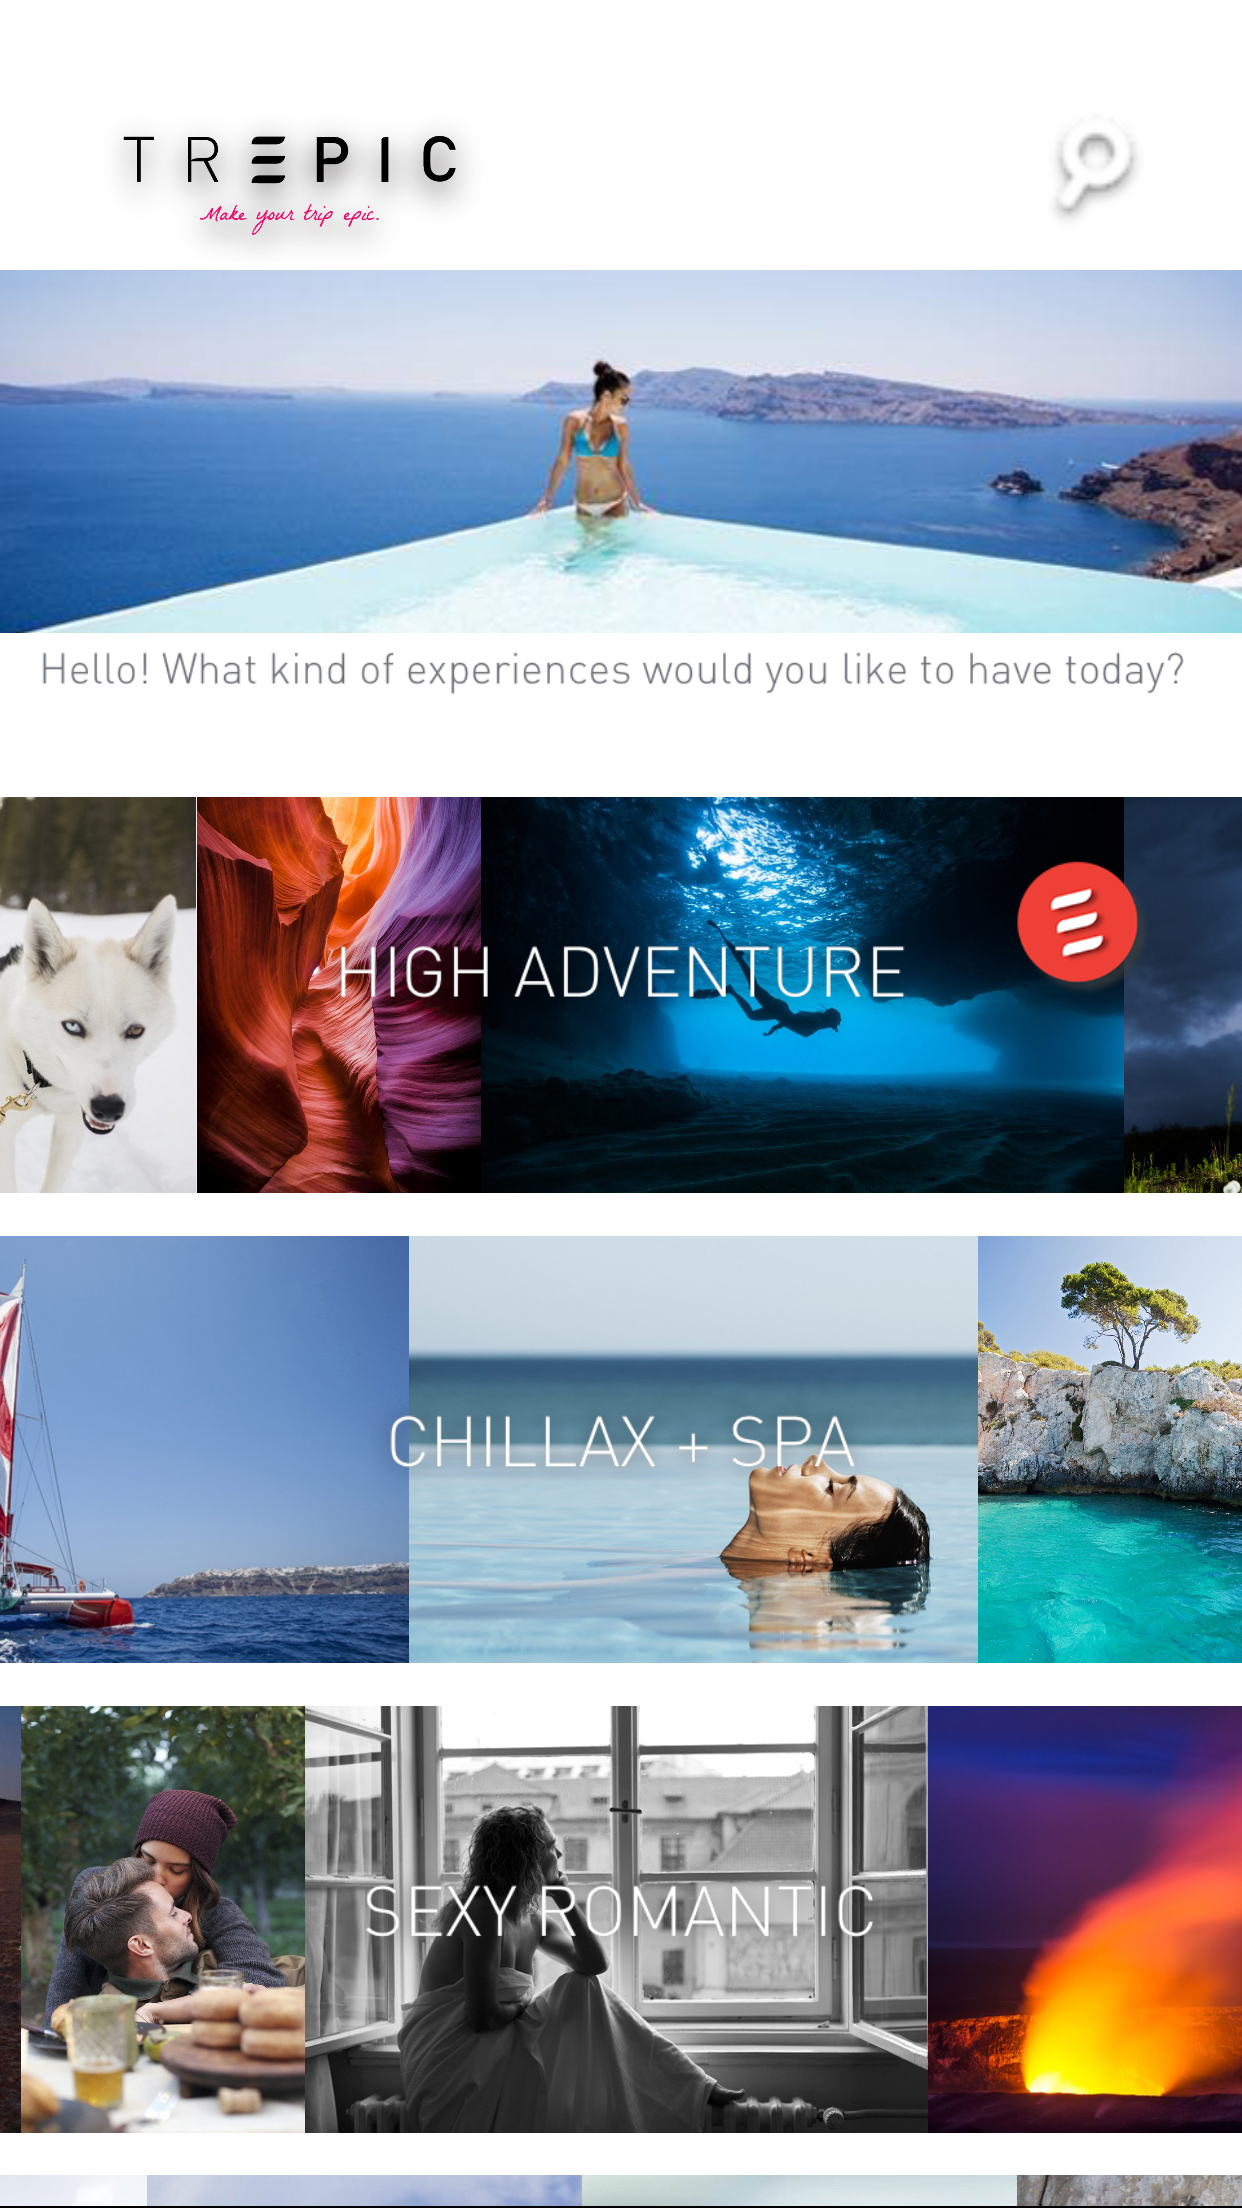 TREPIC
Make your trip epic.
Hello! What kind of experiences would you like to have today?
HIGH ADVENTURE
CHILLAX + SPA
SEXY ROMANTIC